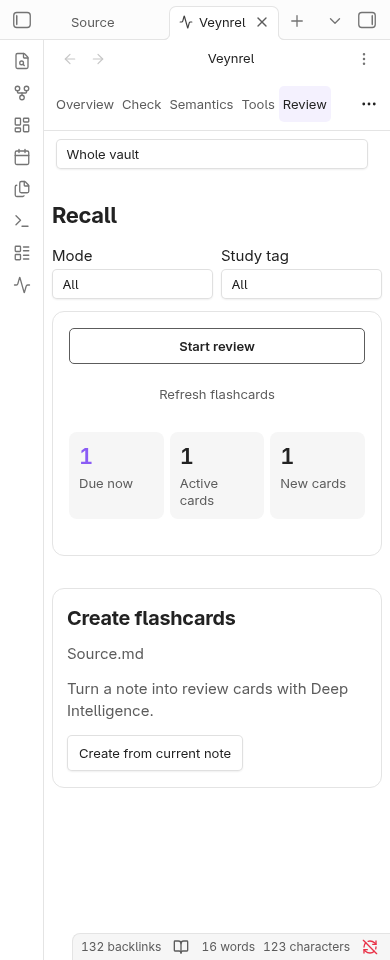 Source
Veynrel
Veynrel
Overview Check Semantics Tools Review
Whole vault
Recall
Mode
Study tag
All
All
Start review
Refresh flashcards
1
Due now
1
Active
cards
1
New cards
Create flashcards
Source.md
Turn a note into review cards with Deep
Intelligence.
Create from current note
132 backlinks 16 words 123 characters